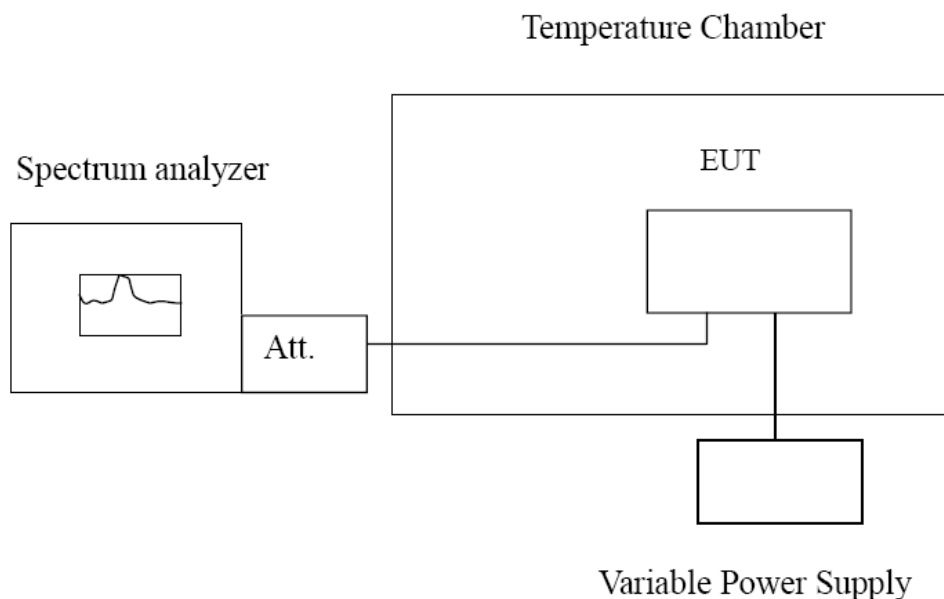 Temperature Chamber
Spectrum analyzer
EUT
Att.
Variable Power Supply